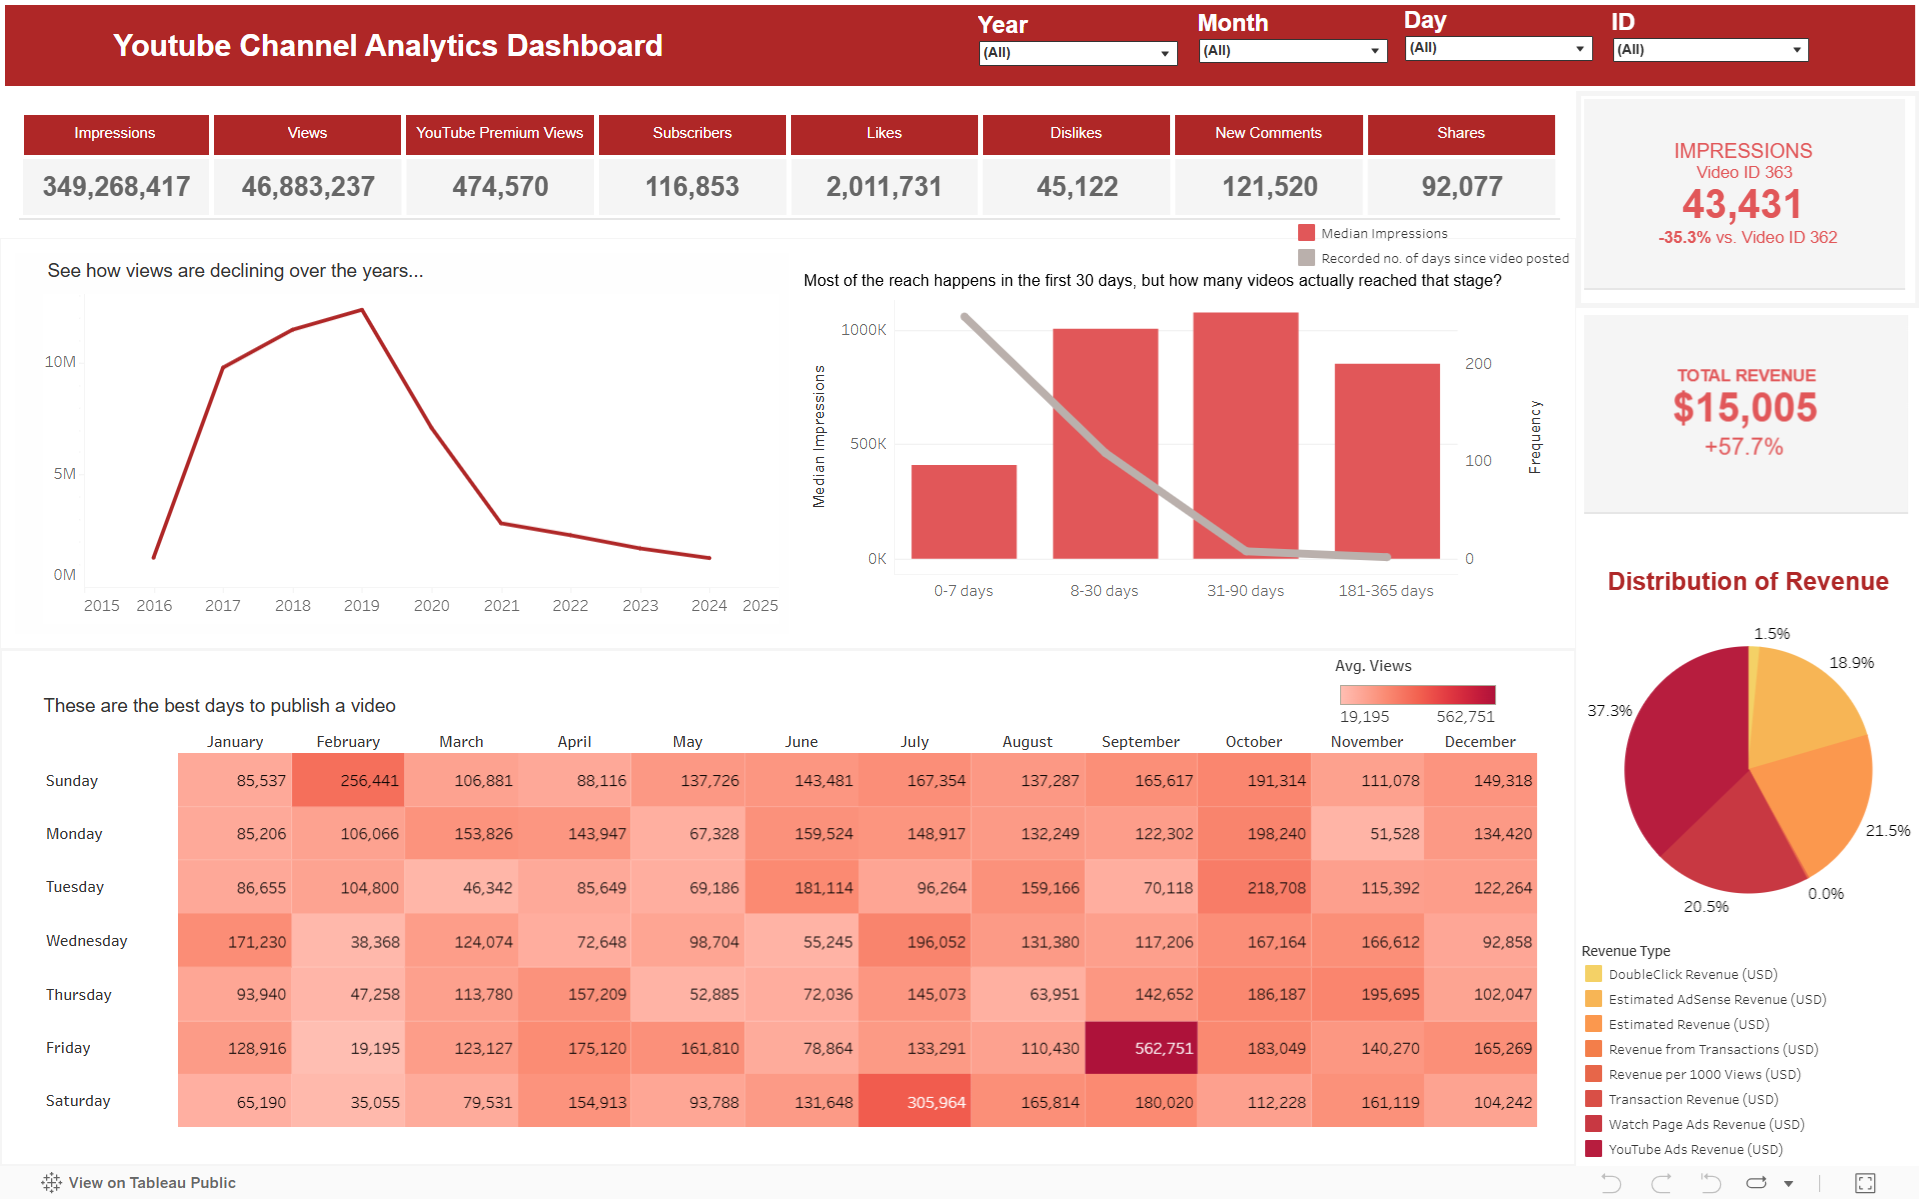 Youtube Channel Analytics Dashboard
Year
Month
Day
ID
(All)
(All)
(All)
(All)
Impressions
Views
YouTube Premium Views
Subscribers
Likes
Dislikes
New Comments
Shares
349,268,417
46,883,237
474,570
116,853
2,011,731
45,122
121,520
92,077
IMPRESSIONS
Video ID 363
43,431
-35.3% vs. Video ID 362
TOTAL REVENUE
$15,005
+57.7%
See how views are declining over the years...
10M
5M
0M
2015 2016 2017 2018 2019 2020 2021 2022 2023 2024 2025
Median Impressions
Recorded no. of days since video posted
Most of the reach happens in the first 30 days, but how many videos actually reached that stage?
Median Impressions
1000K
500K
0K
200
100
0
Frequency
0-7 days 8-30 days 31-90 days 181-365 days
Distribution of Revenue
1.5%
18.9%
37.3%
21.5%
0.0%
20.5%
Revenue Type
DoubleClick Revenue (USD)
Estimated AdSense Revenue (USD)
Estimated Revenue (USD)
Revenue from Transactions (USD)
Revenue per 1000 Views (USD)
Transaction Revenue (USD)
Watch Page Ads Revenue (USD)
YouTube Ads Revenue (USD)
Avg. Views
19,195 562,751
These are the best days to publish a video
January February March April May June July August September October November December
Sunday 85,537 256,441 106,881 88,116 137,726 143,481 167,354 137,287 165,617 191,314 111,078 149,318
Monday 85,206 106,066 153,826 143,947 67,328 159,524 148,917 132,249 122,302 198,240 51,528 134,420
Tuesday 86,655 104,800 46,342 85,649 69,186 181,114 96,264 159,166 70,118 218,708 115,392 122,264
Wednesday 171,230 38,368 124,074 72,648 98,704 55,245 196,052 131,380 117,206 167,164 166,612 92,858
Thursday 93,940 47,258 113,780 157,209 52,885 72,036 145,073 63,951 142,652 186,187 195,695 102,047
Friday 128,916 19,195 123,127 175,120 161,810 78,864 133,291 110,430 562,751 183,049 140,270 165,269
Saturday 65,190 35,055 79,531 154,913 93,788 131,648 305,964 165,814 180,020 112,228 161,119 104,242
View on Tableau Public